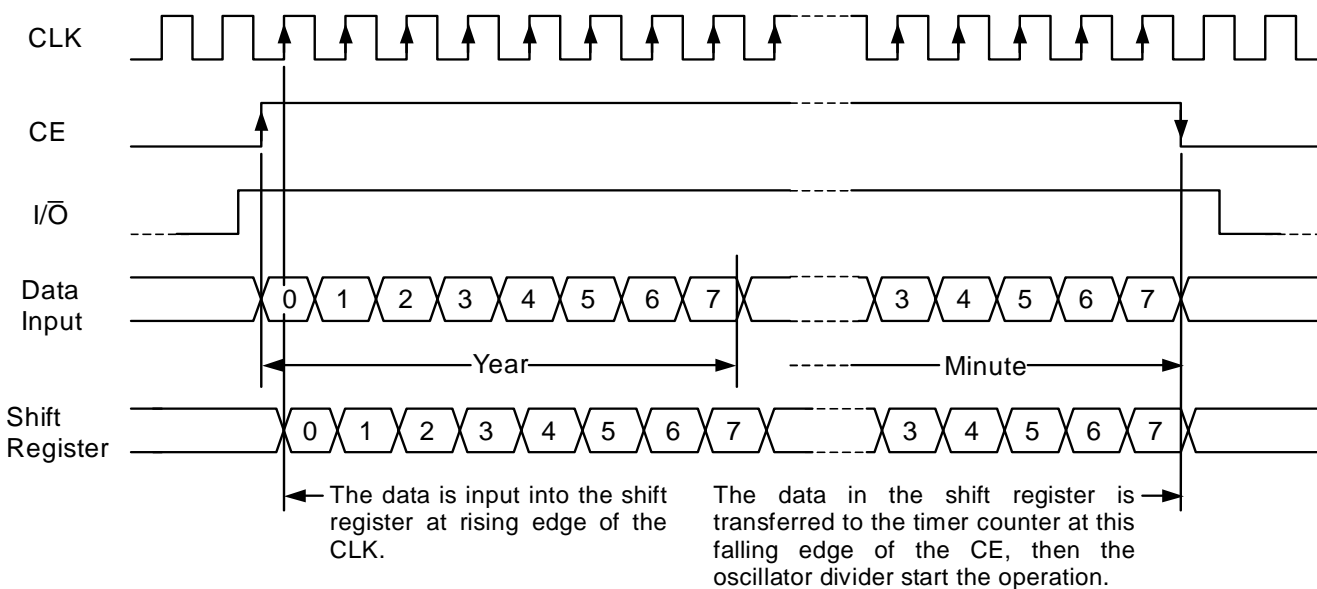 CLK
CE
I/O̅
Data
Input
0 1 2 3 4 5 6 7 3 4 5 6 7
Year Minute
Shift
Register
0 1 2 3 4 5 6 7 3 4 5 6 7
The data is input into the shift
register at rising edge of the
CLK.
The data in the shift register is
transferred to the timer counter at this
falling edge of the CE, then the
oscillator divider start the operation.